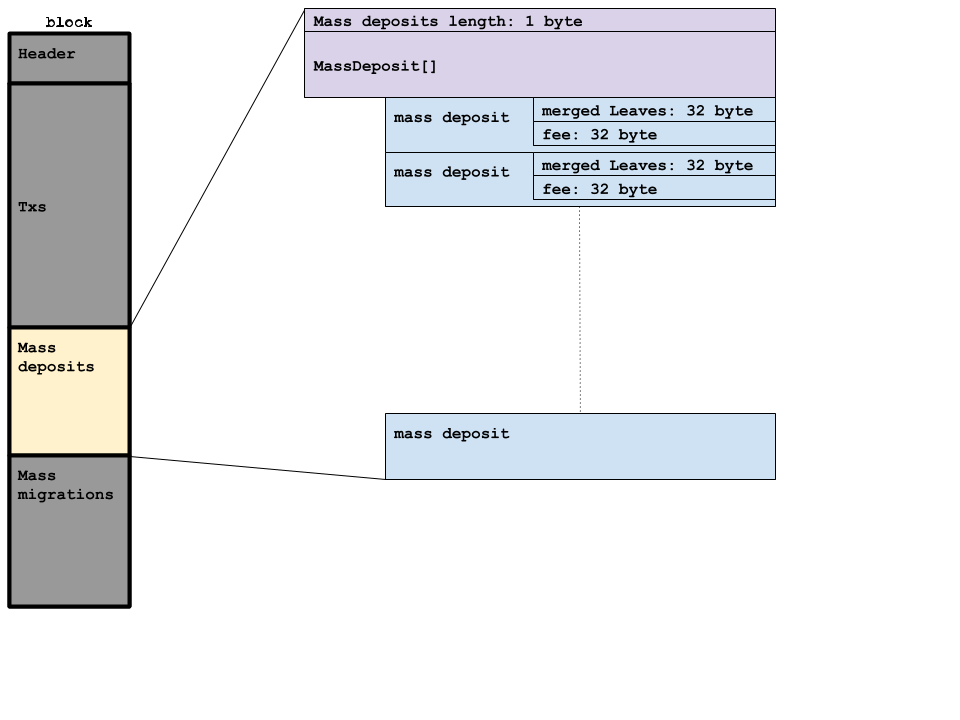 block
Header
Txs
Mass
deposits
Mass
migrations
Mass deposits length: 1 byte
MassDeposit[]
mass deposit
merged Leaves: 32 byte
fee: 32 byte
mass deposit
merged Leaves: 32 byte
fee: 32 byte
mass deposit